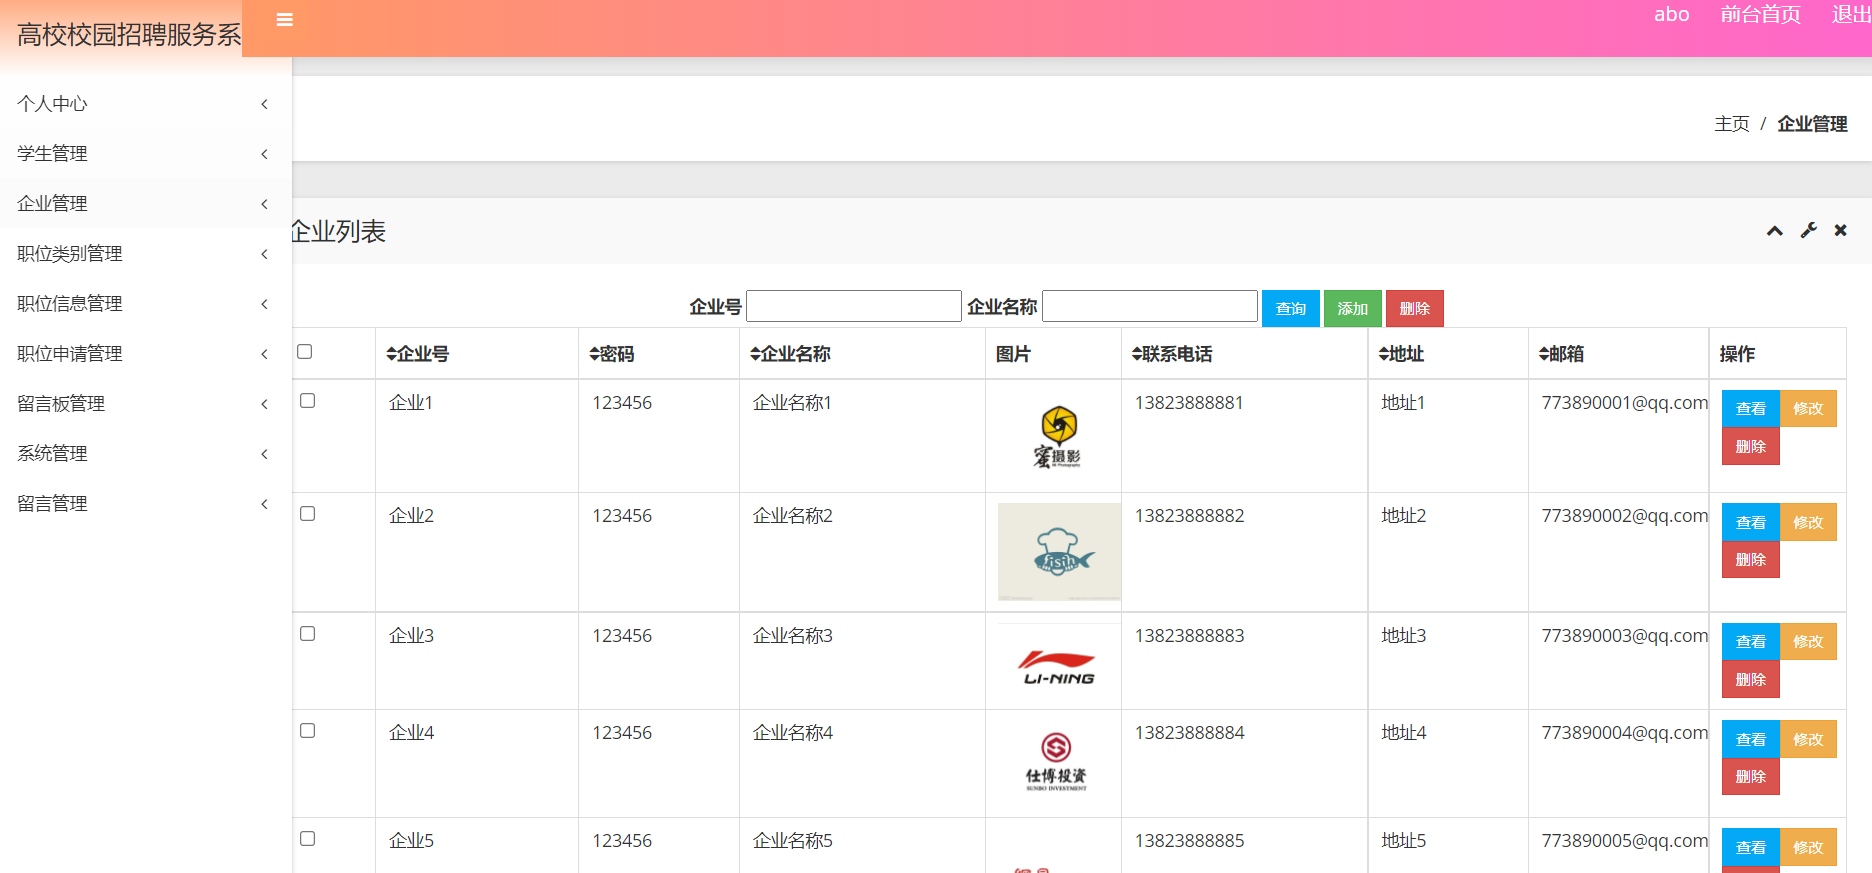 高校校园招聘服务系
abo 前台首页 退出
个人中心
学生管理
企业管理
职位类别管理
职位信息管理
职位申请管理
留言板管理
系统管理
留言管理
主页 / 企业管理
企业列表
企业号 企业名称 查询 添加 删除
企业号 密码 企业名称 图片 联系电话 地址 邮箱 操作
企业1 123456 企业名称1 13823888881 地址1 773890001@qq.com 查看 修改
删除
蜜摄影
企业2 123456 企业名称2 13823888882 地址2 773890002@qq.com 查看 修改
删除
fisih
企业3 123456 企业名称3 13823888883 地址3 773890003@qq.com 查看 修改
删除
LI-NING
企业4 123456 企业名称4 13823888884 地址4 773890004@qq.com 查看 修改
删除
仕博投资
SUNBO INVESTMENT
企业5 123456 企业名称5 13823888885 地址5 773890005@qq.com 查看 修改